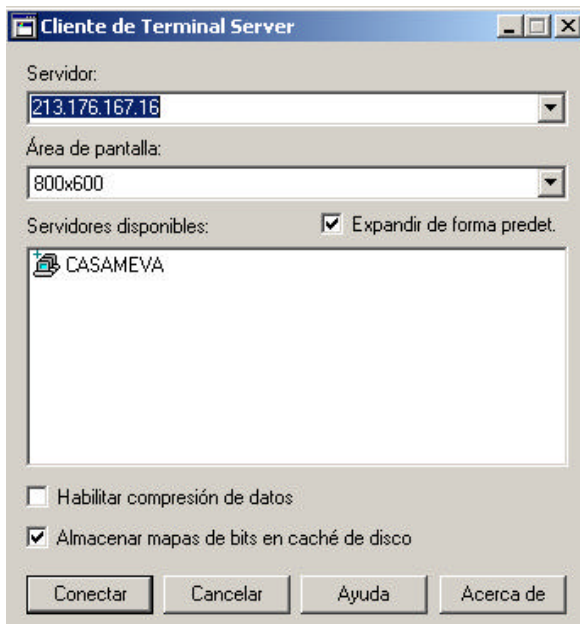 Cliente de Terminal Server
Servidor:
213.176.167.16
Área de pantalla:
800x600
Servidores disponibles: Expandir de forma predet.
CASAMEVA
Habilitar compresión de datos
Almacenar mapas de bits en caché de disco
Conectar Cancelar Ayuda Acerca de